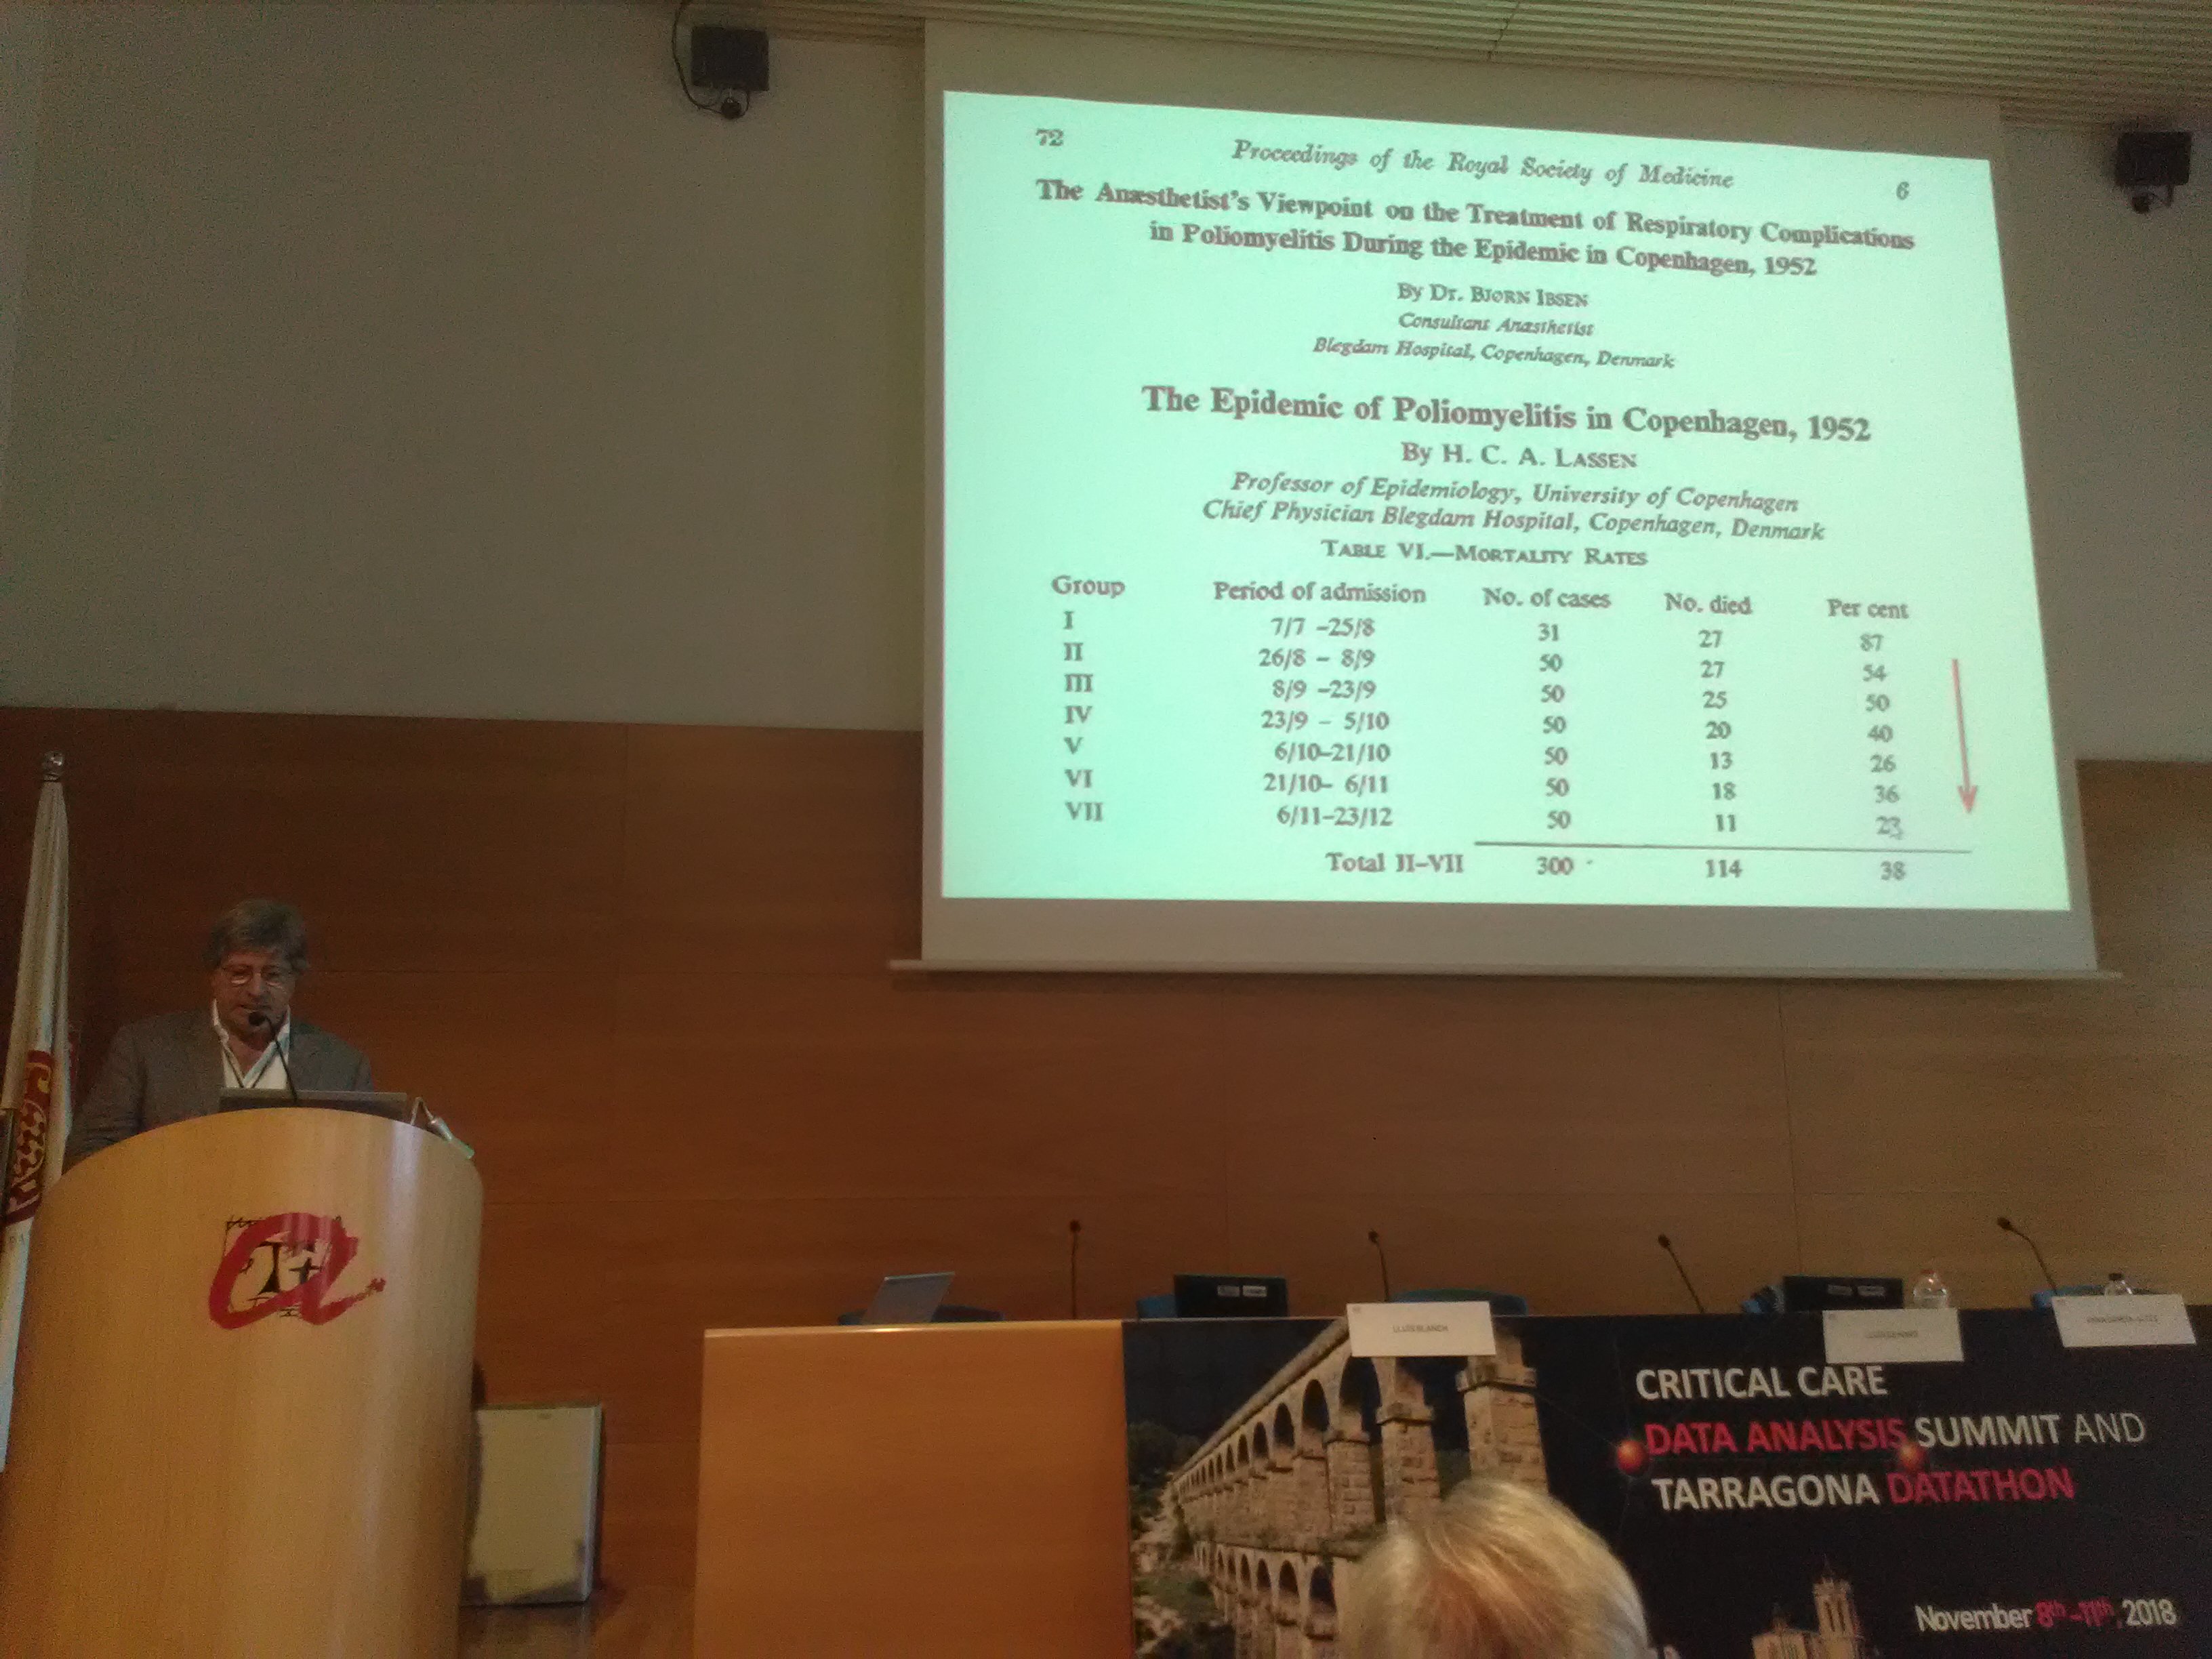 72 Proceedings of the Royal Society of Medicine 6
The Anæsthetist's Viewpoint on the Treatment of Respiratory Complications
in Poliomyelitis During the Epidemic in Copenhagen, 1952
By Dr. BJORN IBSEN
Consultant Anæsthetist
Blegdam Hospital, Copenhagen, Denmark
The Epidemic of Poliomyelitis in Copenhagen, 1952
By H. C. A. LASSEN
Professor of Epidemiology, University of Copenhagen
Chief Physician Blegdam Hospital, Copenhagen, Denmark
TABLE VI.—MORTALITY RATES
Group Period of admission No. of cases No. died Per cent
I 7/7 –25/8 31 27 87
II 26/8 – 8/9 50 27 54
III 8/9 –23/9 50 25 50
IV 23/9 – 5/10 50 20 40
V 6/10–21/10 50 13 26
VI 21/10– 6/11 50 18 36
VII 6/11–23/12 50 11 23
Total II–VII 300 114 38
a
LLUIS BLANCH
CRITICAL CARE
DATA ANALYSIS SUMMIT AND
TARRAGONA DATATHON
November 8th -11th, 2018